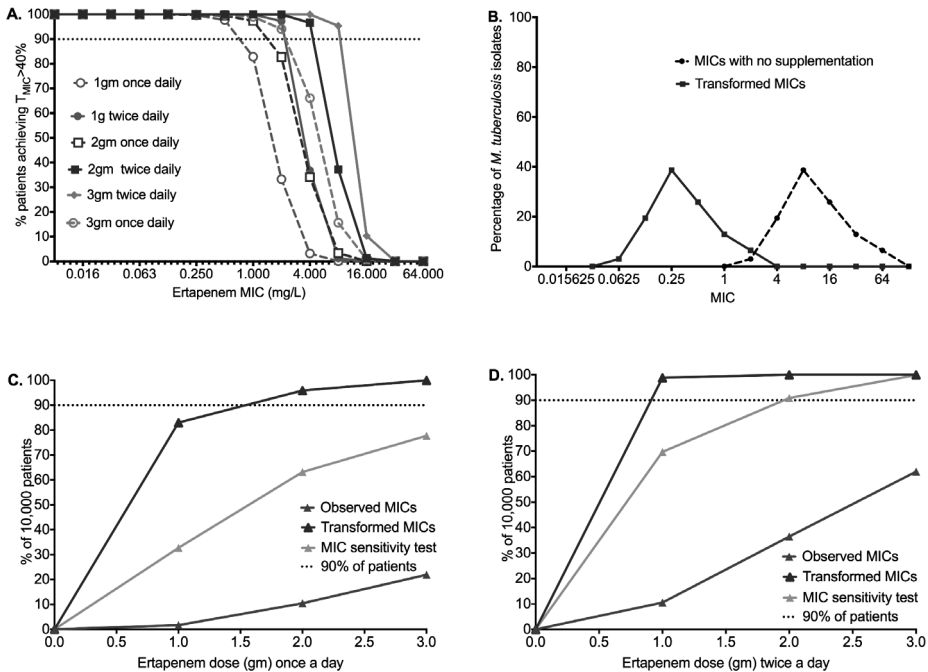 A.
% patients achieving TMIC>40%
100
90
80
70
60
50
40
30
20
10
0
1gm once daily
1g twice daily
2gm once daily
2gm twice daily
3gm twice daily
3gm once daily
0.016 0.063 0.250 1.000 4.000 16.000 64.000
Ertapenem MIC (mg/L)
B.
Percentage of M. tuberculosis isolates
100
80
60
40
20
0
MICs with no supplementation
Transformed MICs
0.015625 0.0625 0.25 1 4 16 64
MIC
C.
% of 10,000 patients
100
90
80
70
60
50
40
30
20
10
0
Observed MICs
Transformed MICs
MIC sensitivity test
90% of patients
0.0 0.5 1.0 1.5 2.0 2.5 3.0
Ertapenem dose (gm) once a day
D.
% of 10,000 patients
100
90
80
70
60
50
40
30
20
10
0
Observed MICs
Transformed MICs
MIC sensitivity test
90% of patients
0.0 0.5 1.0 1.5 2.0 2.5 3.0
Ertapenem dose (gm) twice a day